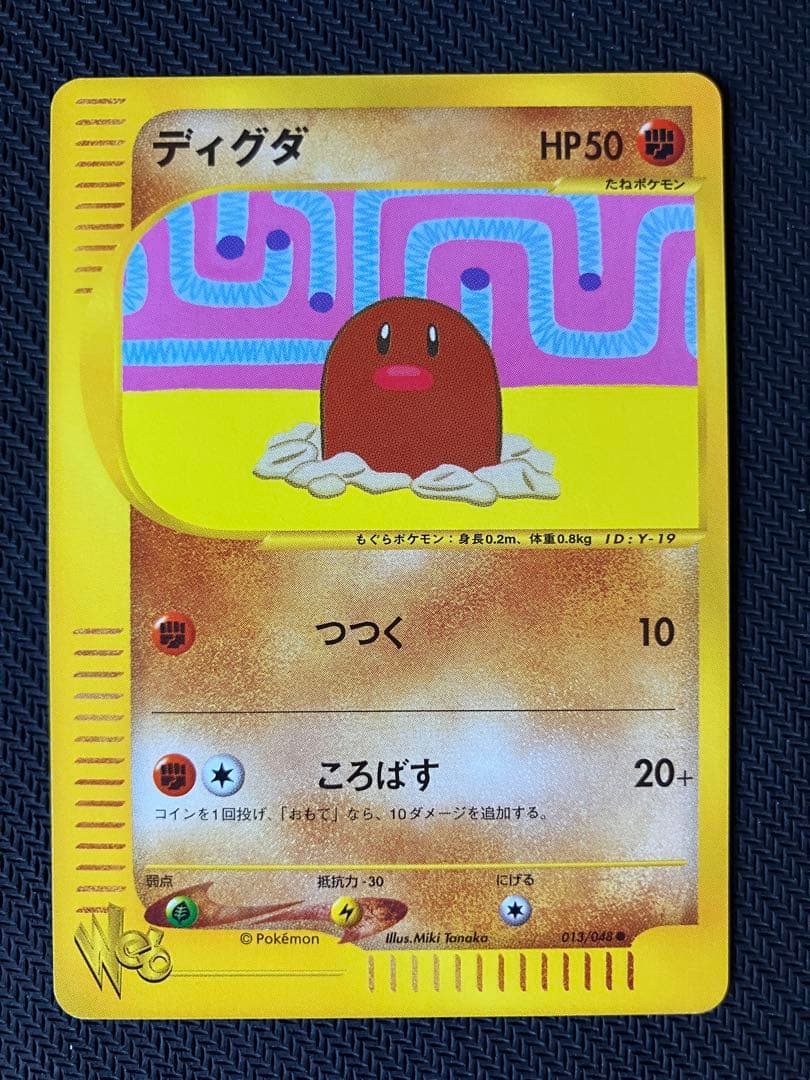 ディグダ HP50
たねポケモン
もぐらポケモン：身長0.2m、体重0.8kg ID:Y-19
つつく 10
ころばす 20+
コインを1回投げ、「おもて」なら、10ダメージを追加する。
弱点 抵抗力-30 にげる
Web
© Pokémon Illus.Miki Tanaka 013/048●